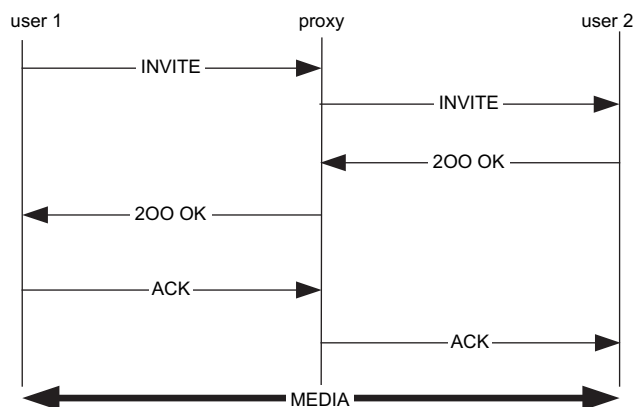 user 1 proxy user 2
INVITE
INVITE
2OO OK
2OO OK
ACK
ACK
MEDIA